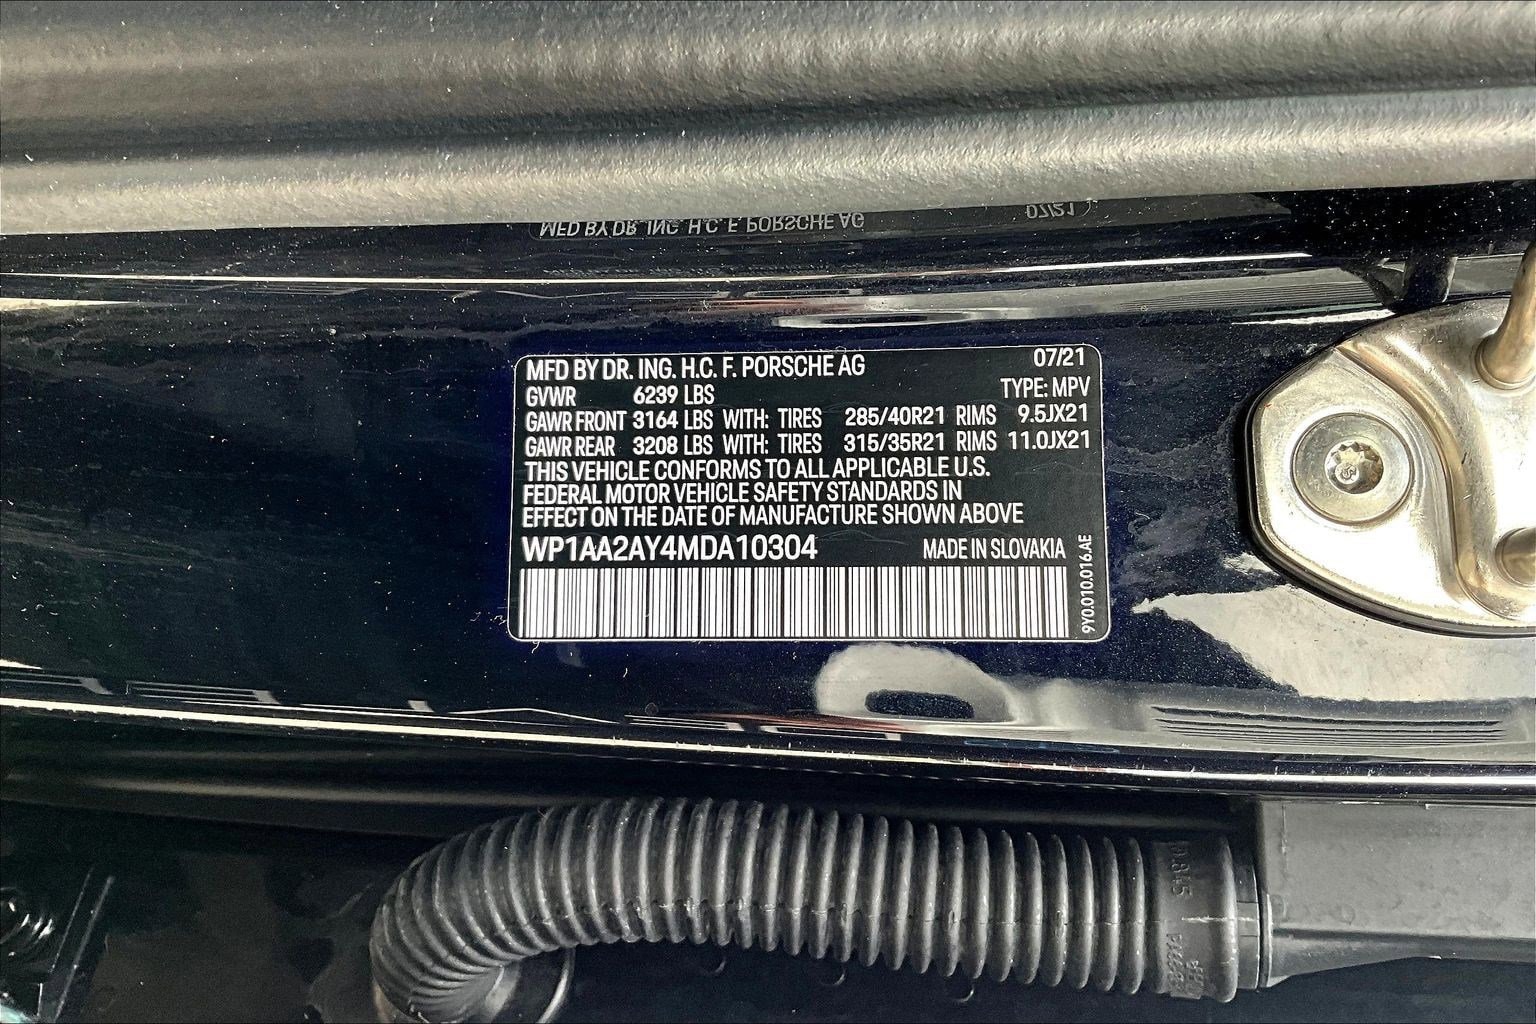 MFD BY DR. ING. H.C. F. PORSCHE AG 07/21
MFD BY DR. ING. H.C. F. PORSCHE AG 07/21
GVWR 6239 LBS TYPE: MPV
GAWR FRONT 3164 LBS WITH: TIRES 285/40R21 RIMS 9.5JX21
GAWR REAR 3208 LBS WITH: TIRES 315/35R21 RIMS 11.0JX21
THIS VEHICLE CONFORMS TO ALL APPLICABLE U.S.
FEDERAL MOTOR VEHICLE SAFETY STANDARDS IN
EFFECT ON THE DATE OF MANUFACTURE SHOWN ABOVE
WP1AA2AY4MDA10304 MADE IN SLOVAKIA
9Y0.010.016.AE